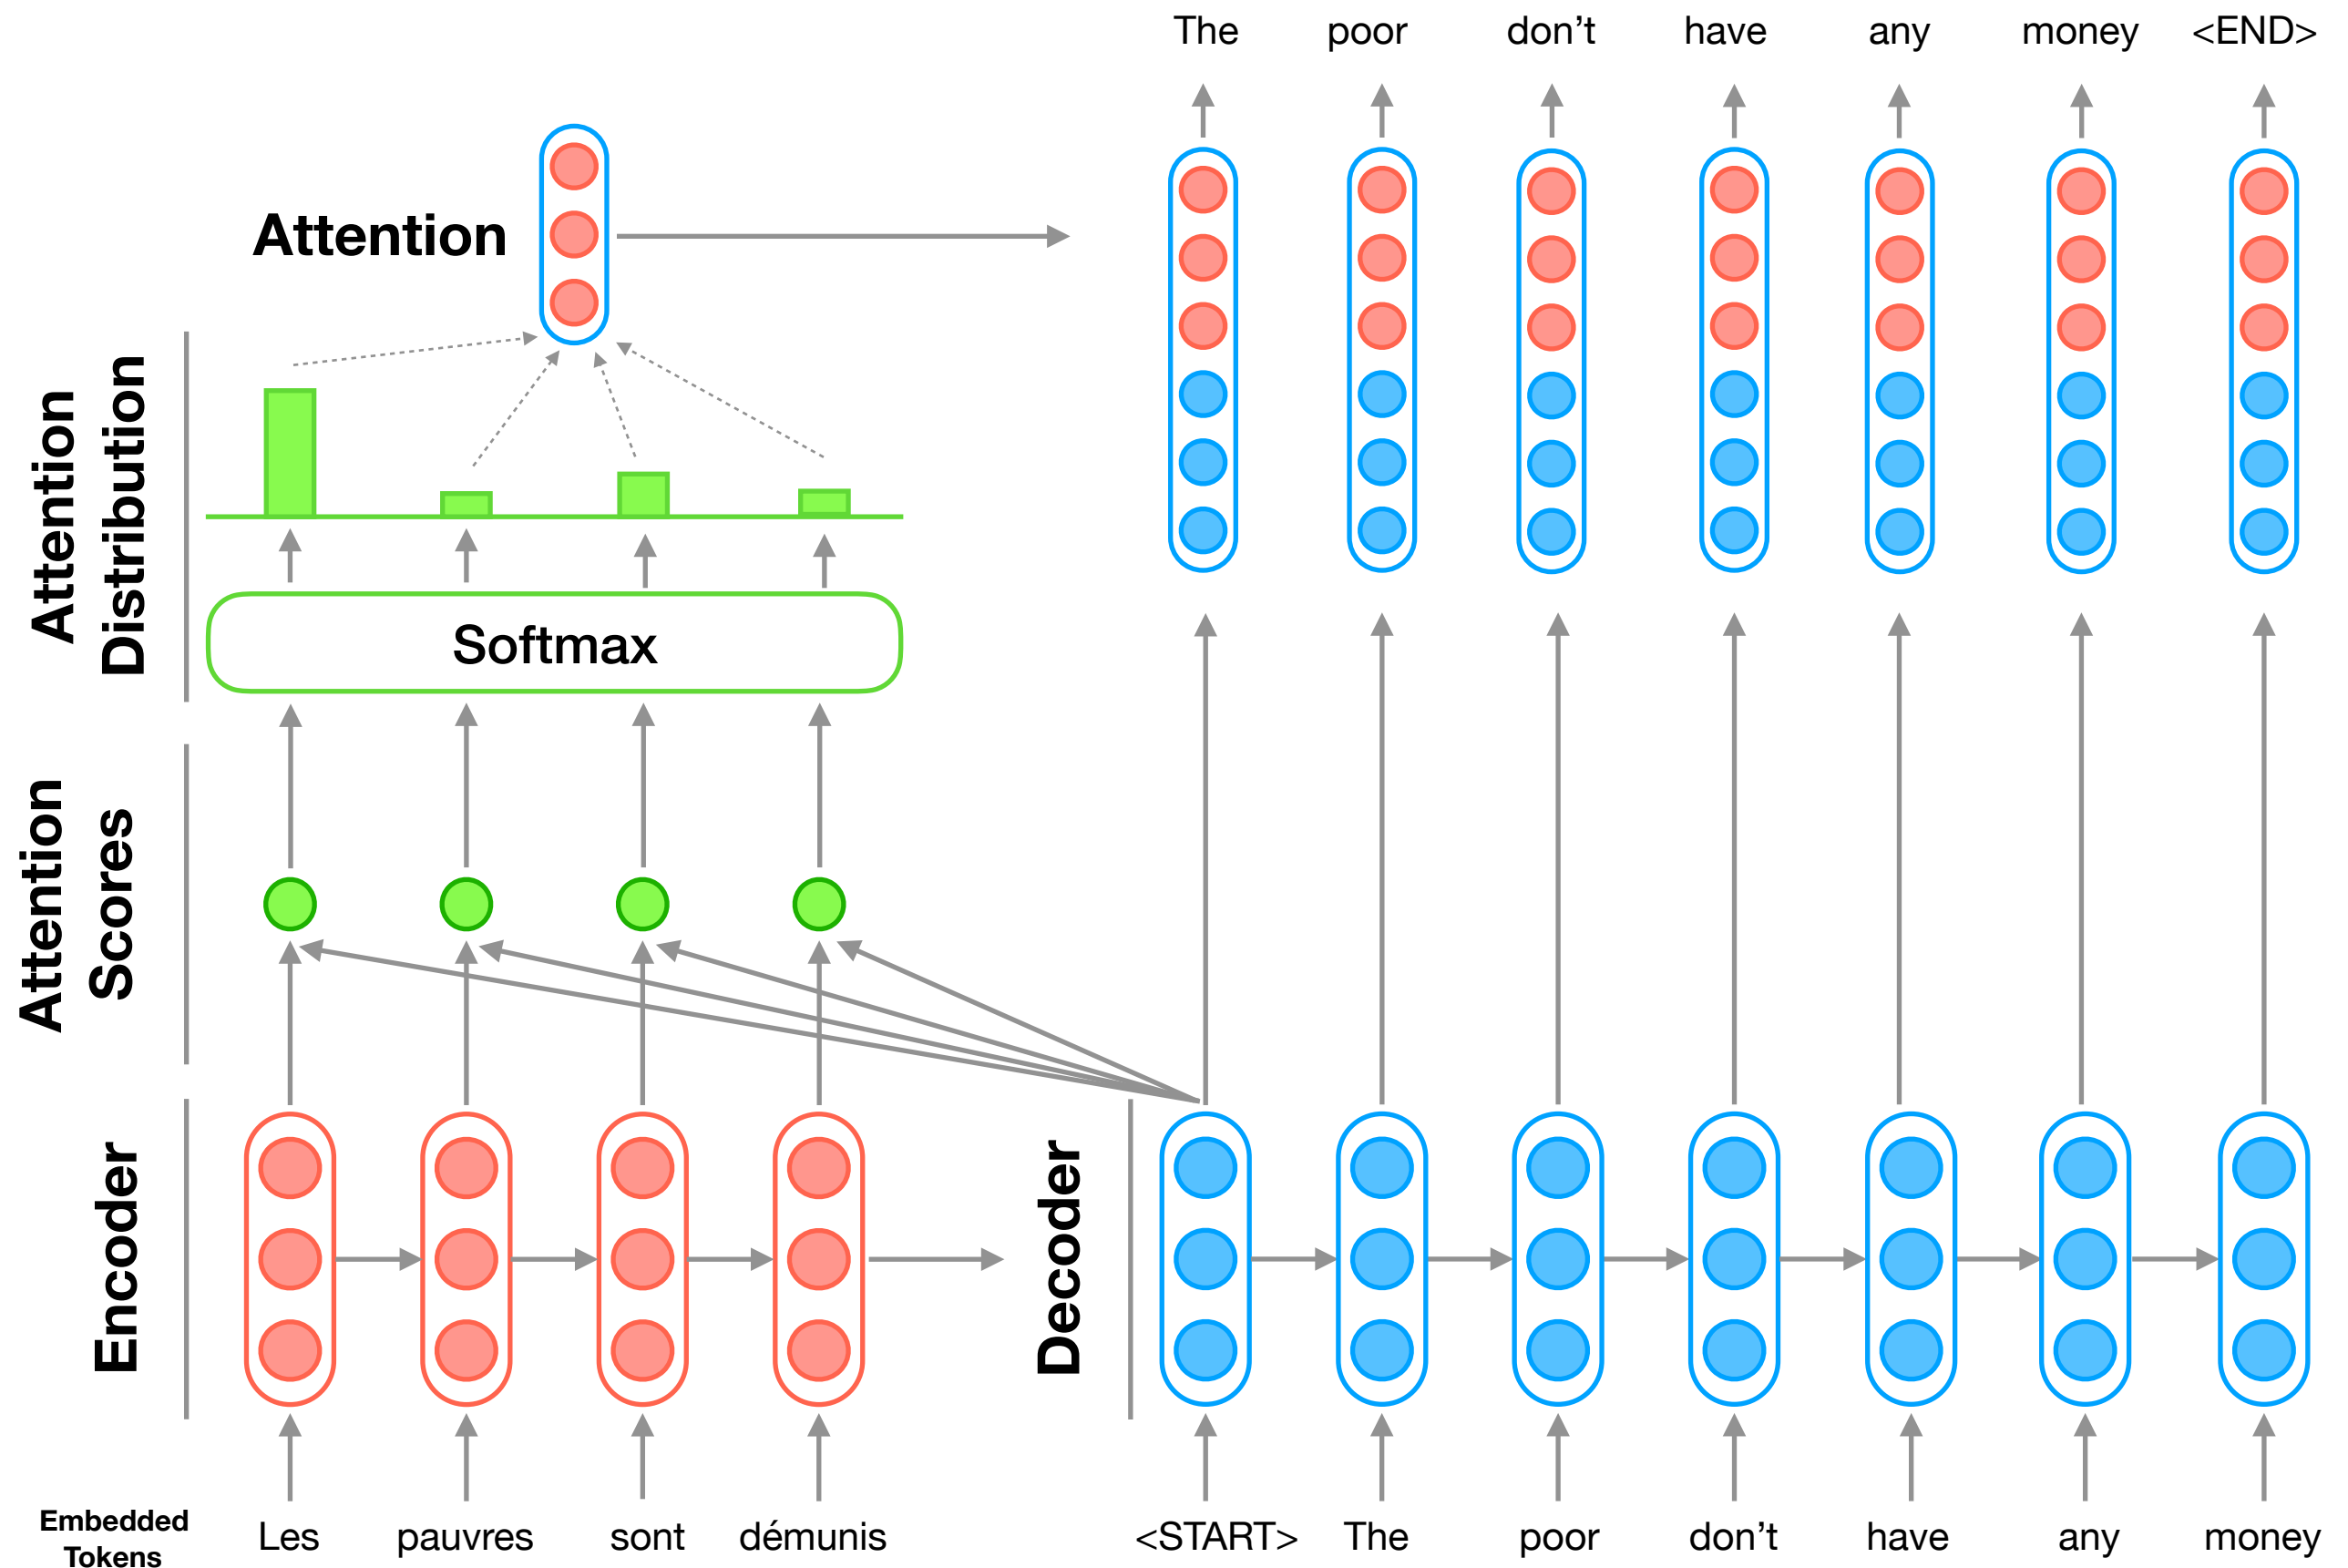 The poor don’t have any money <END>
Attention
Attention
Distribution
Softmax
Attention
Scores
Encoder
Decoder
Embedded
Tokens
Les pauvres sont démunis <START> The poor don’t have any money